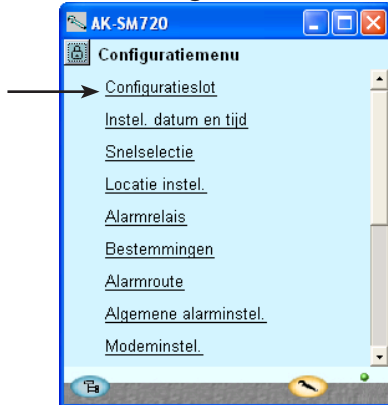 AK-SM720
Configuratiemenu
Configuratieslot
Instel. datum en tijd
Snelselectie
Locatie instel.
Alarmrelais
Bestemmingen
Alarmroute
Algemene alarminstel.
Modeminstel.